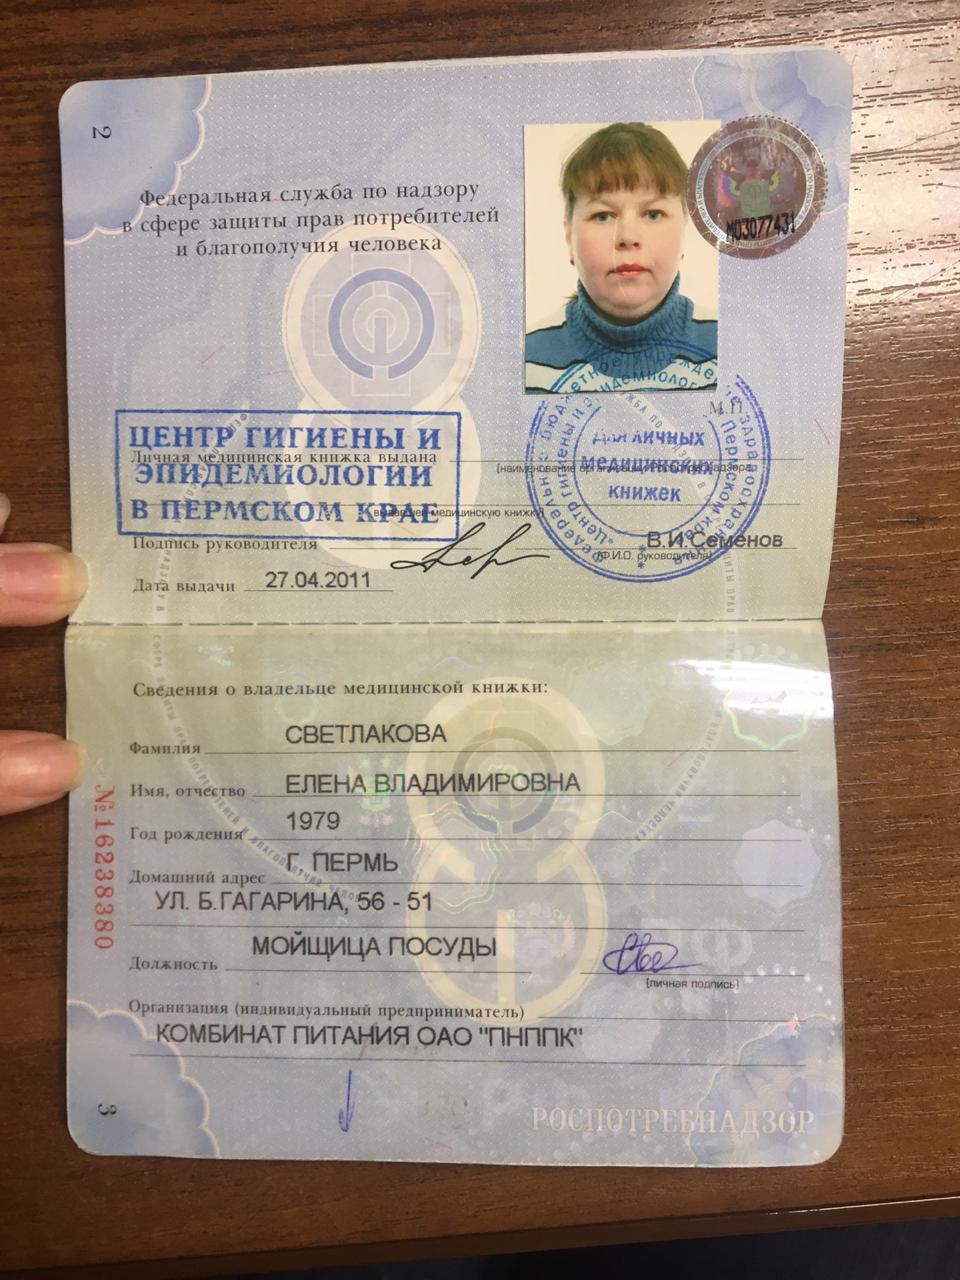 2
Федеральная служба по надзору
в сфере защиты прав потребителей
и благополучия человека
М03077431
М.П.
ЦЕНТР ГИГИЕНЫ И
ЭПИДЕМИОЛОГИИ
В ПЕРМСКОМ КРАЕ
Личная медицинская книжка выдана
(наименование организации Роспотребнадзора,
выдавшей медицинскую книжку)
Для личных
медицинских
книжек
Подпись руководителя
В.И.Семенов
(Ф.И.О. руководителя)
Дата выдачи 27.04.2011
Сведения о владельце медицинской книжки:
Фамилия СВЕТЛАКОВА
Имя, отчество ЕЛЕНА ВЛАДИМИРОВНА
Год рождения 1979
Домашний адрес Г. ПЕРМЬ
УЛ. Б.ГАГАРИНА, 56 - 51
Должность МОЙЩИЦА ПОСУДЫ
(личная подпись)
Организация (индивидуальный предприниматель)
КОМБИНАТ ПИТАНИЯ ОАО "ПНППК"
№16238380
3
РОСПОТРЕБНАДЗОР